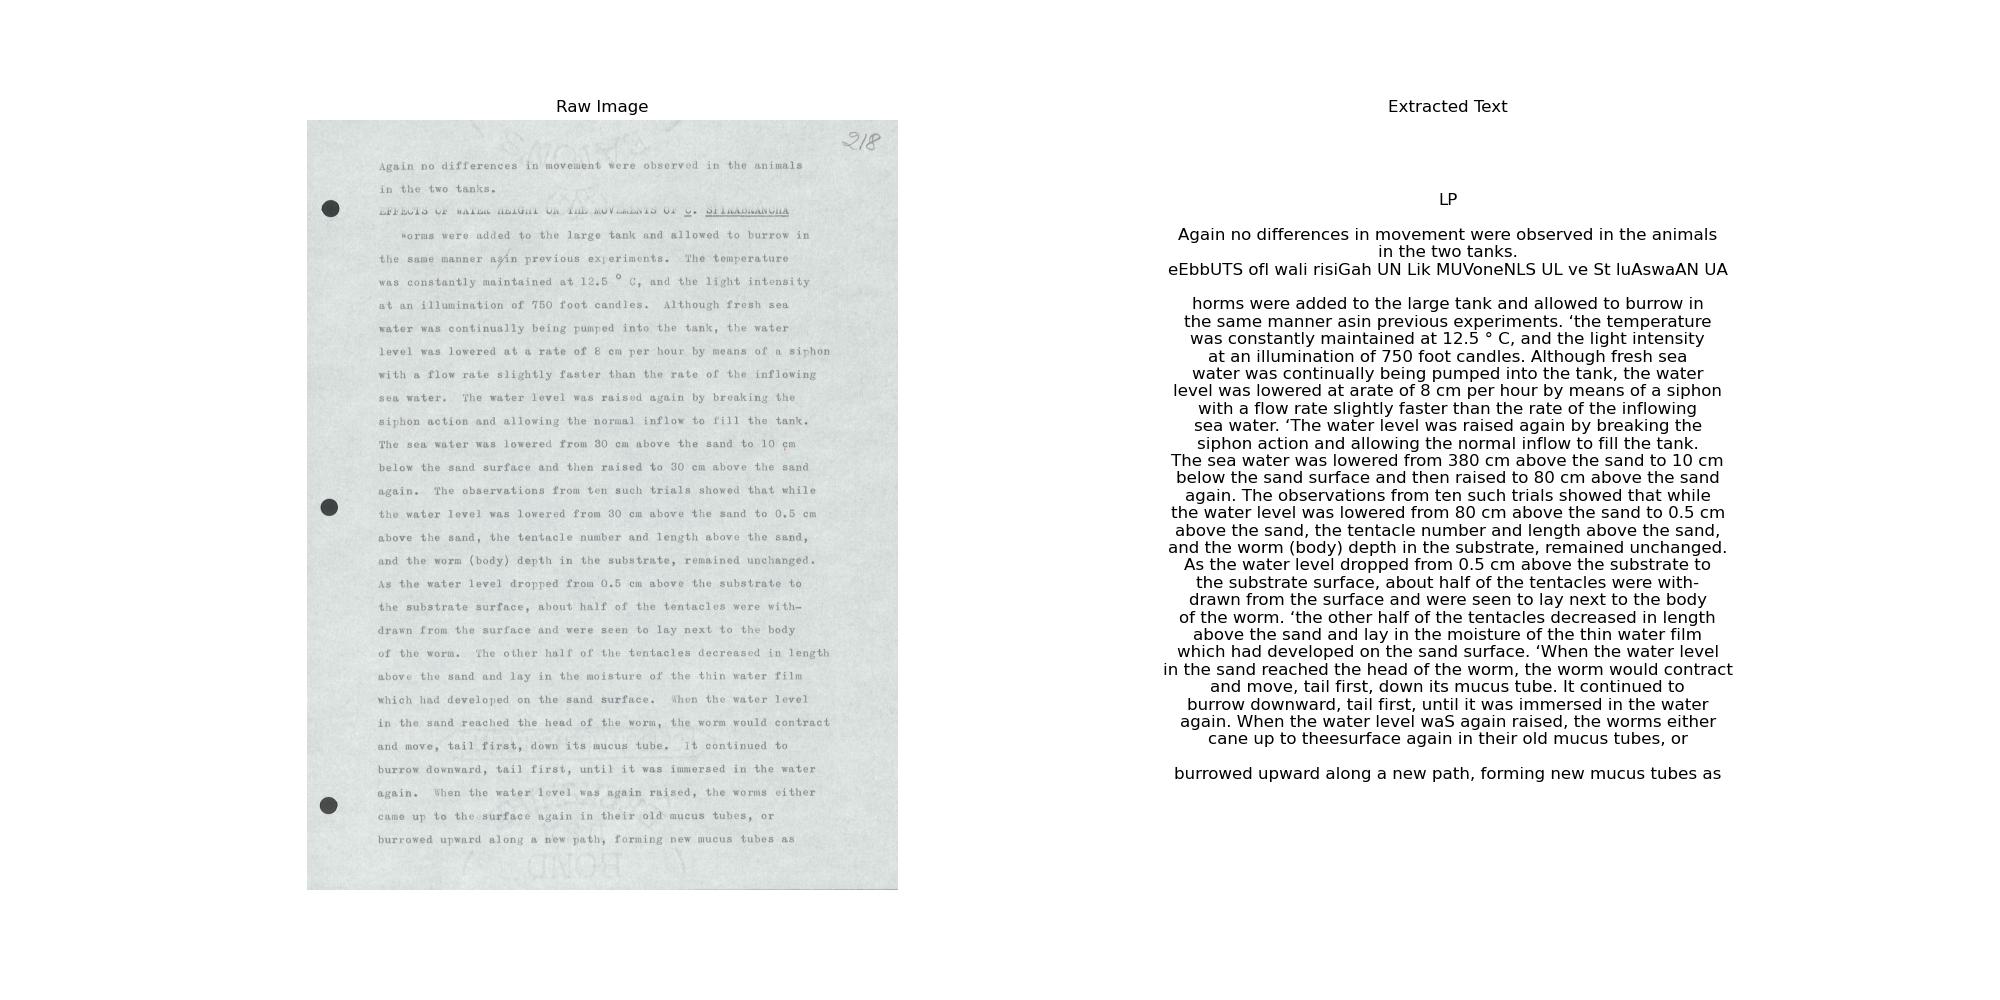 Raw Image
218
Again no differences in movement were observed in the animals
in the two tanks.
EFFECTS OF WATER HEIGHT ON THE MOVEMENTS OF C. SPIRABRANCHA
"orms were added to the large tank and allowed to burrow in
the same manner as/in previous experiments.  The temperature
was constantly maintained at 12.5 ° C, and the light intensity
at an illumination of 750 foot candles.  Although fresh sea
water was continually being pumped into the tank, the water
level was lowered at a rate of 8 cm per hour by means of a siphon
with a flow rate slightly faster than the rate of the inflowing
sea water.  The water level was raised again by breaking the
siphon action and allowing the normal inflow to fill the tank.
The sea water was lowered from 30 cm above the sand to 10 cm
below the sand surface and then raised to 30 cm above the sand
again.  The observations from ten such trials showed that while
the water level was lowered from 30 cm above the sand to 0.5 cm
above the sand, the tentacle number and length above the sand,
and the worm (body) depth in the substrate, remained unchanged.
As the water level dropped from 0.5 cm above the substrate to
the substrate surface, about half of the tentacles were with-
drawn from the surface and were seen to lay next to the body
of the worm.  The other half of the tentacles decreased in length
above the sand and lay in the moisture of the thin water film
which had developed on the sand surface.  When the water level
in the sand reached the head of the worm, the worm would contract
and move, tail first, down its mucus tube.  It continued to
burrow downward, tail first, until it was immersed in the water
again.  When the water level was again raised, the worms either
came up to the surface again in their old mucus tubes, or
burrowed upward along a new path, forming new mucus tubes as
BOND
Extracted Text
LP
Again no differences in movement were observed in the animals
in the two tanks.
eEbbUTS ofl wali risiGah UN Lik MUVoneNLS UL ve St luAswaAN UA
horms were added to the large tank and allowed to burrow in
the same manner asin previous experiments. ‘the temperature
was constantly maintained at 12.5 ° C, and the light intensity
at an illumination of 750 foot candles. Although fresh sea
water was continually being pumped into the tank, the water
level was lowered at arate of 8 cm per hour by means of a siphon
with a flow rate slightly faster than the rate of the inflowing
sea water. ‘The water level was raised again by breaking the
siphon action and allowing the normal inflow to fill the tank.
The sea water was lowered from 380 cm above the sand to 10 cm
below the sand surface and then raised to 80 cm above the sand
again. The observations from ten such trials showed that while
the water level was lowered from 80 cm above the sand to 0.5 cm
above the sand, the tentacle number and length above the sand,
and the worm (body) depth in the substrate, remained unchanged.
As the water level dropped from 0.5 cm above the substrate to
the substrate surface, about half of the tentacles were with-
drawn from the surface and were seen to lay next to the body
of the worm. ‘the other half of the tentacles decreased in length
above the sand and lay in the moisture of the thin water film
which had developed on the sand surface. ‘When the water level
in the sand reached the head of the worm, the worm would contract
and move, tail first, down its mucus tube. It continued to
burrow downward, tail first, until it was immersed in the water
again. When the water level waS again raised, the worms either
cane up to theesurface again in their old mucus tubes, or
burrowed upward along a new path, forming new mucus tubes as